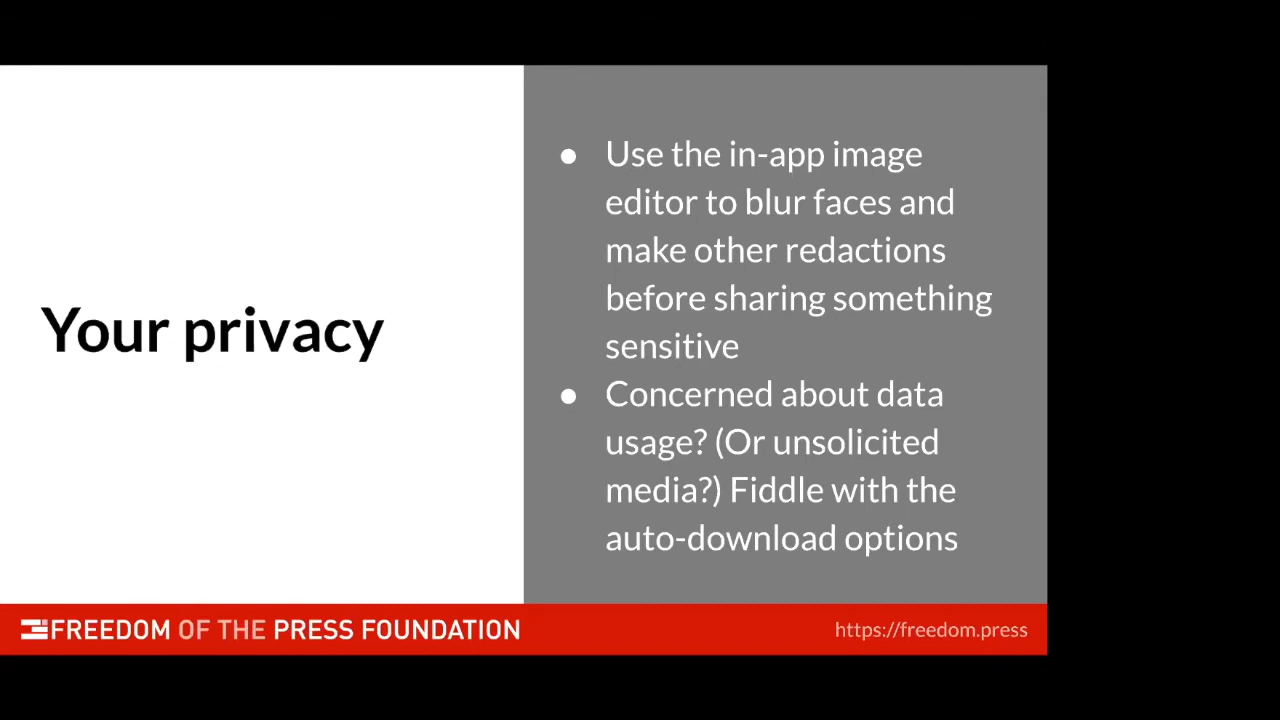 Your privacy
● Use the in-app image
editor to blur faces and
make other redactions
before sharing something
sensitive
● Concerned about data
usage? (Or unsolicited
media?) Fiddle with the
auto-download options
FREEDOM OF THE PRESS FOUNDATION
https://freedom.press